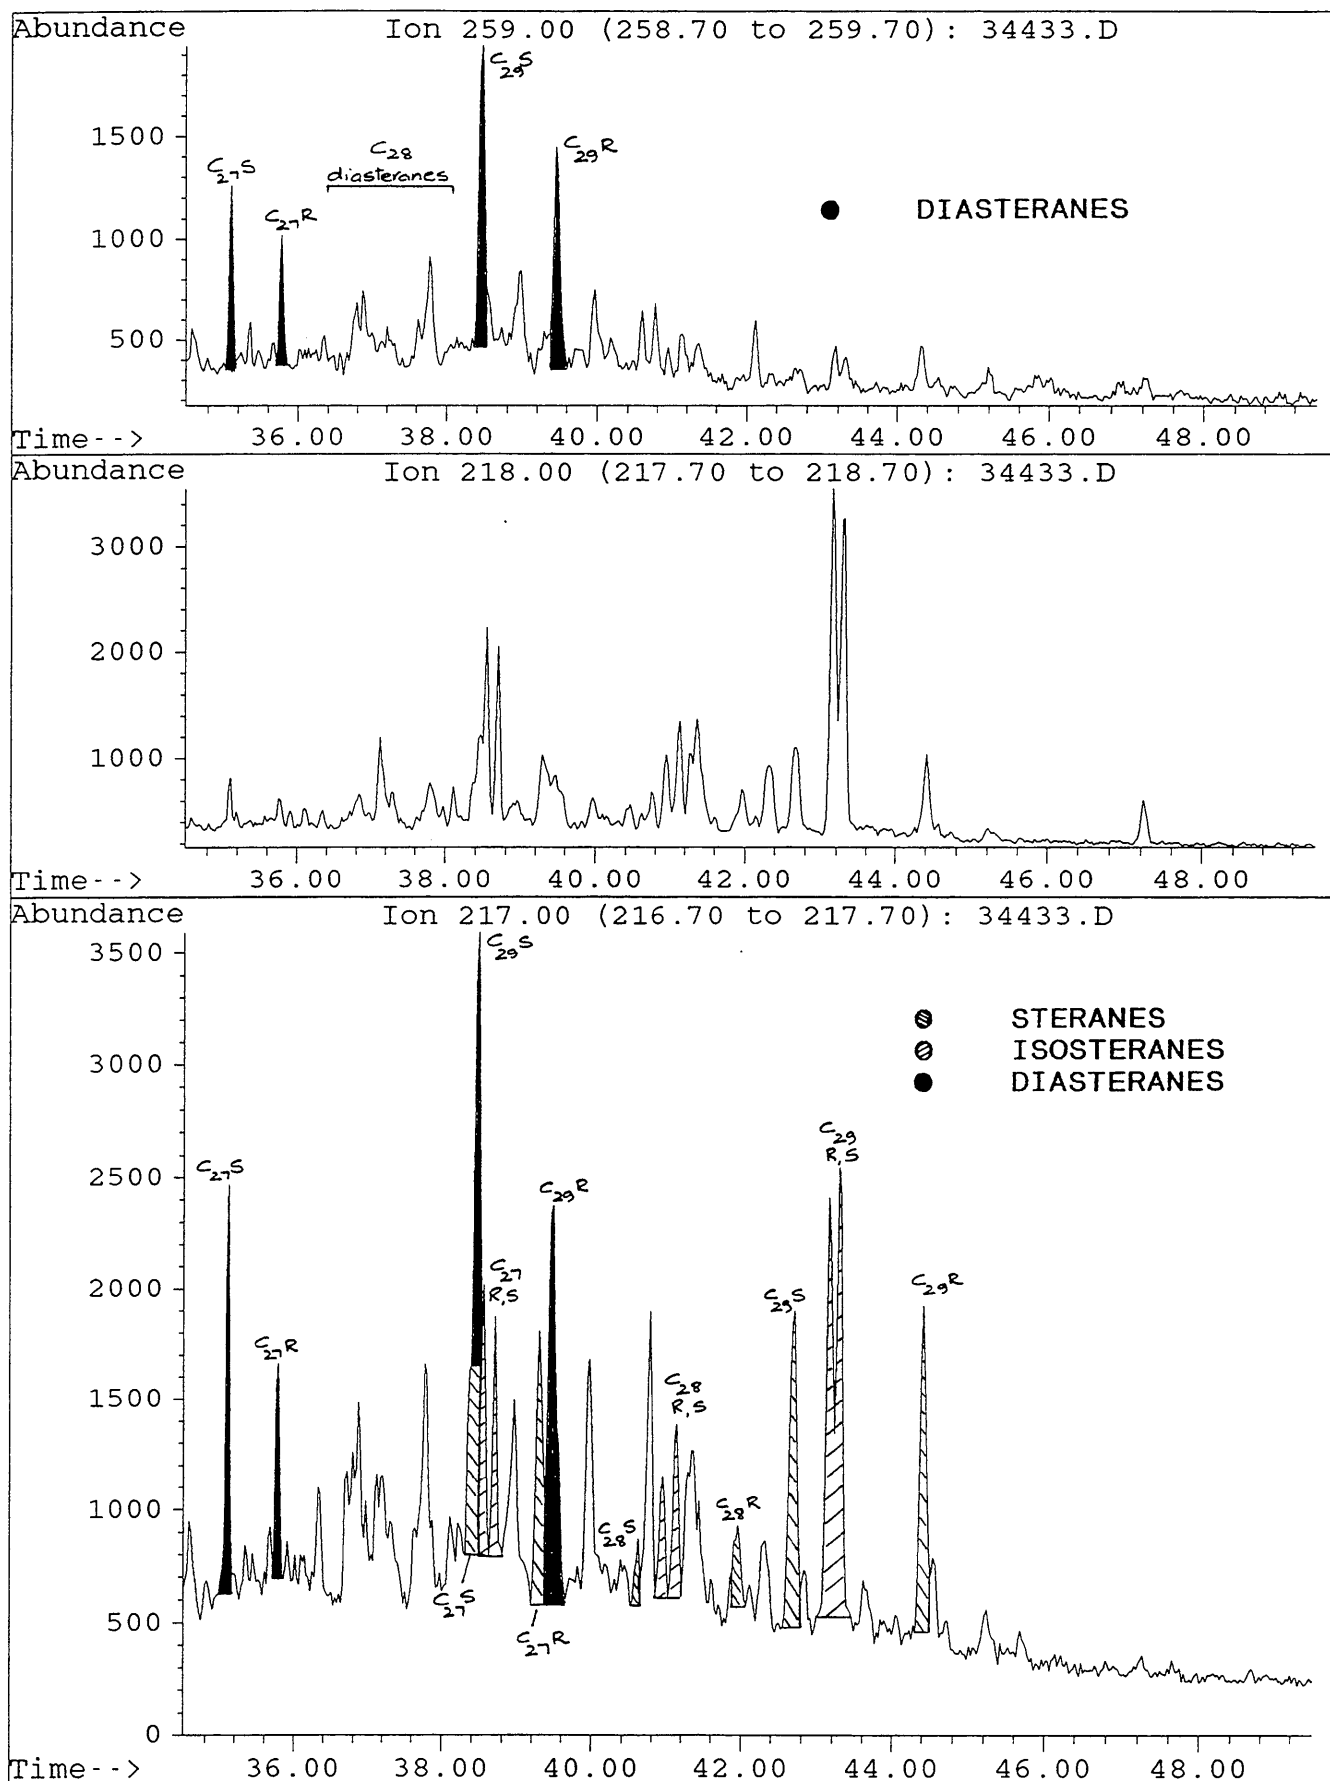 Abundance Ion 259.00 (258.70 to 259.70): 34433.D
C29S
1500
C27S
C28
diasteranes
C29R
C27R
● DIASTERANES
1000
500
Time--> 36.00 38.00 40.00 42.00 44.00 46.00 48.00
Abundance Ion 218.00 (217.70 to 218.70): 34433.D
3000
2000
1000
Time--> 36.00 38.00 40.00 42.00 44.00 46.00 48.00
Abundance Ion 217.00 (216.70 to 217.70): 34433.D
C29S
3500
STERANES
ISOSTERANES
● DIASTERANES
3000
C29
R,S
2500
C27S
C29R
C27
R,S
2000
C29S
C29R
C27R
1500
C28
R,S
1000
C28S
C28R
C27S
C27R
500
0
Time--> 36.00 38.00 40.00 42.00 44.00 46.00 48.00